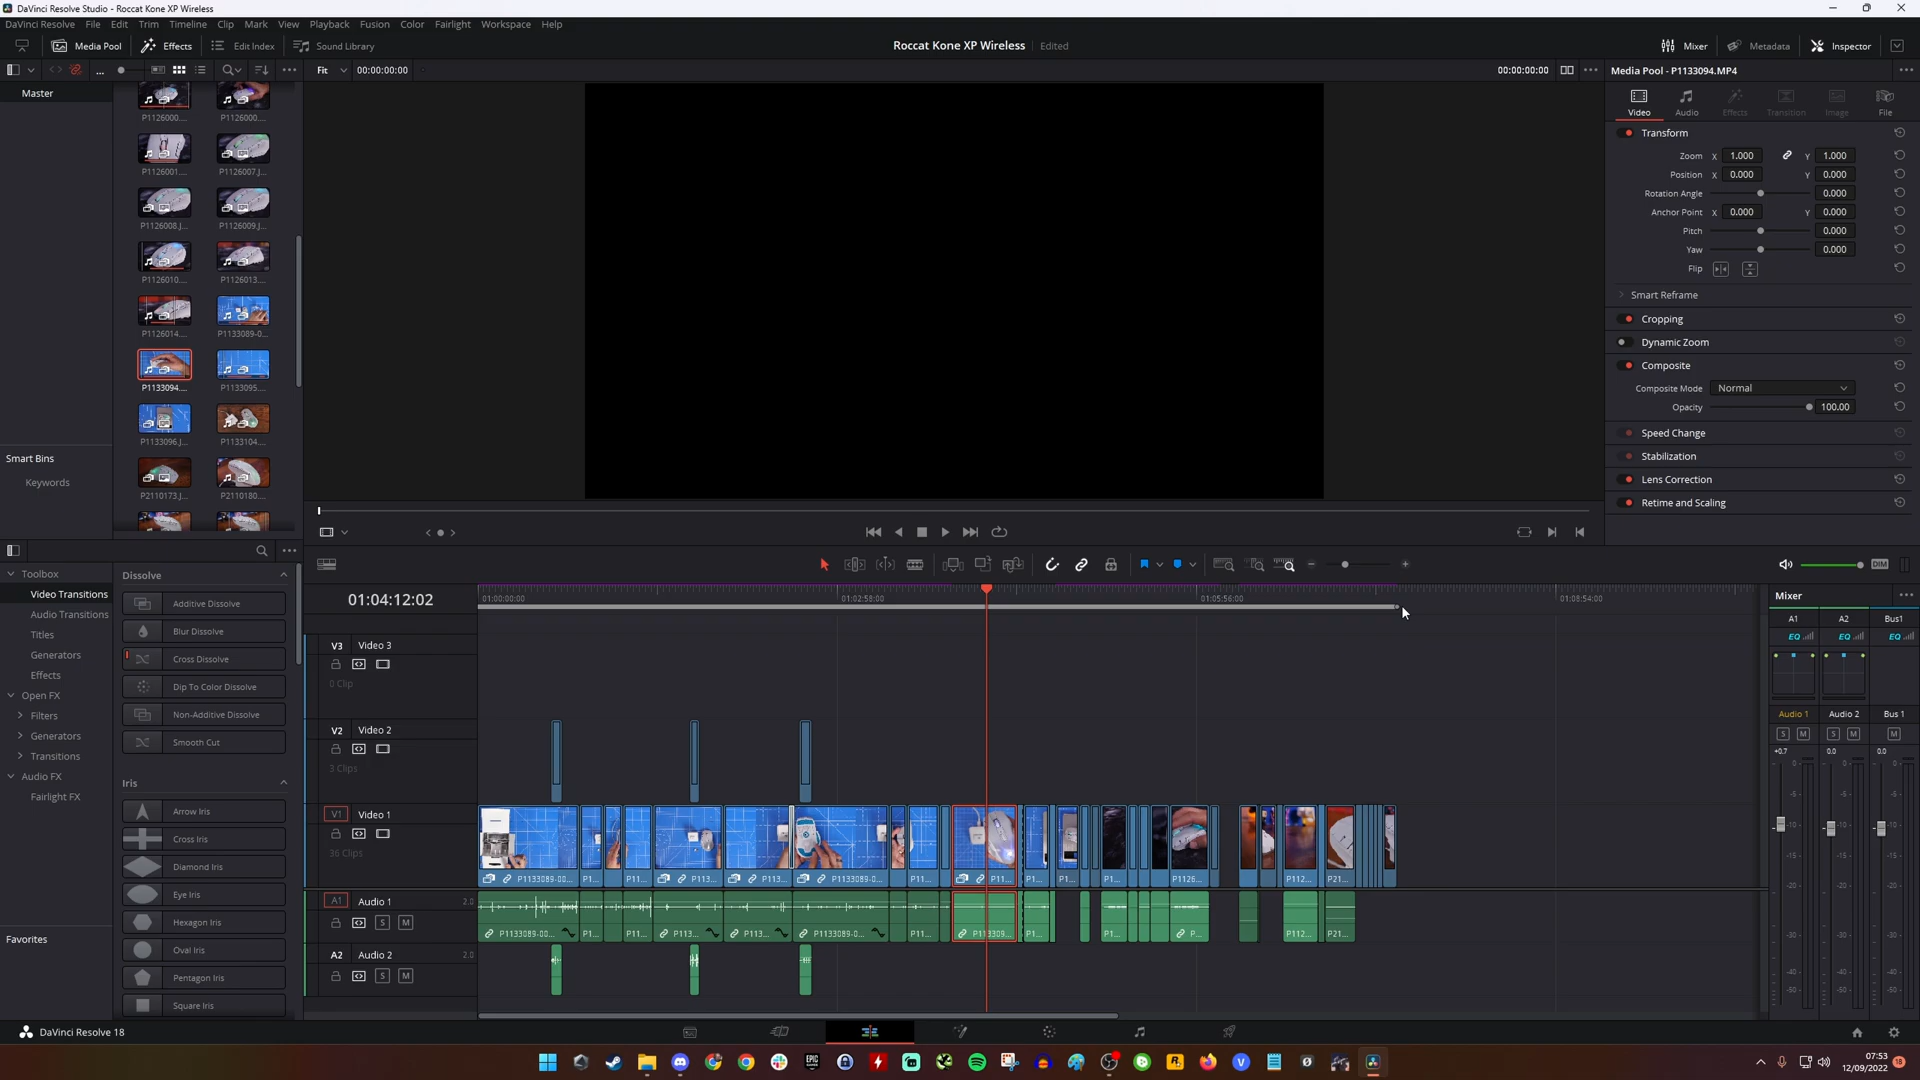 DaVinci Resolve Studio - Roccat Kone XP Wireless
DaVinci Resolve File Edit Trim Timeline Clip Mark View Playback Fusion Color Fairlight Workspace Help
Media Pool Effects Edit Index Sound Library
Roccat Kone XP Wireless Edited
Mixer Metadata Inspector
Fit 00:00:00:00
00:00:00:00
Media Pool - P1133094.MP4
Master
P1126000.... P1126000....
P1126001.... P1126007.J...
P1126008.J... P1126009.J...
P1126010.... P1126013....
P1126014.... P1133089-0...
P1133094.... P1133095....
P1133096.J... P1133104....
P2110173.J... P2110180....
Smart Bins
Keywords
Video Audio Effects Transition Image File
Transform
Zoom X 1.000 Y 1.000
Position X 0.000 Y 0.000
Rotation Angle 0.000
Anchor Point X 0.000 Y 0.000
Pitch 0.000
Yaw 0.000
Flip
Smart Reframe
Cropping
Dynamic Zoom
Composite
Composite Mode Normal
Opacity 100.00
Speed Change
Stabilization
Lens Correction
Retime and Scaling
Toolbox
Video Transitions
Audio Transitions
Titles
Generators
Effects
Open FX
Filters
Generators
Transitions
Audio FX
Fairlight FX
Favorites
Dissolve
Additive Dissolve
Blur Dissolve
Cross Dissolve
Dip To Color Dissolve
Non-Additive Dissolve
Smooth Cut
Iris
Arrow Iris
Cross Iris
Diamond Iris
Eye Iris
Hexagon Iris
Oval Iris
Pentagon Iris
Square Iris
DIM
01:04:12:02
01:00:00:00 01:02:58:00 01:05:56:00 01:08:54:00
V3 Video 3
0 Clip
V2 Video 2
3 Clips
V1 Video 1
36 Clips
P1133089-00... P1... P11... P113... P113... P1133089-0... P11... P11... P1... P1... P1... P1126... P112... P21...
A1 Audio 1 2.0
S M
P1133089-00... P1... P11... P113... P113... P1133089-0... P11... P113309... P1... P1... P... P112... P21...
A2 Audio 2 2.0
S M
Mixer
A1 A2 Bus1
EQ EQ EQ
Audio 1 Audio 2 Bus 1
S M S M M
+0.7 0.0 0.0
DaVinci Resolve 18
07:53
12/09/2022
18